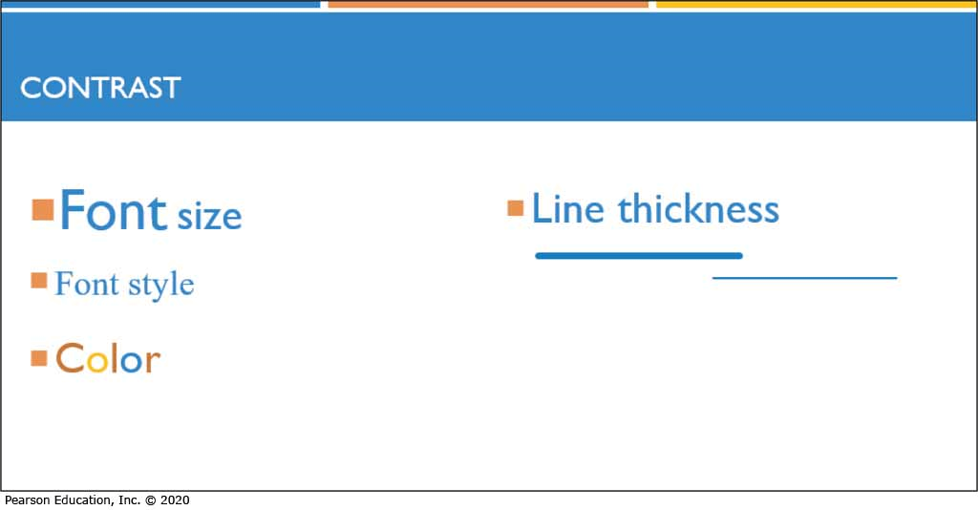 CONTRAST
Font size
Font style
Color
Line thickness
Pearson Education, Inc. © 2020